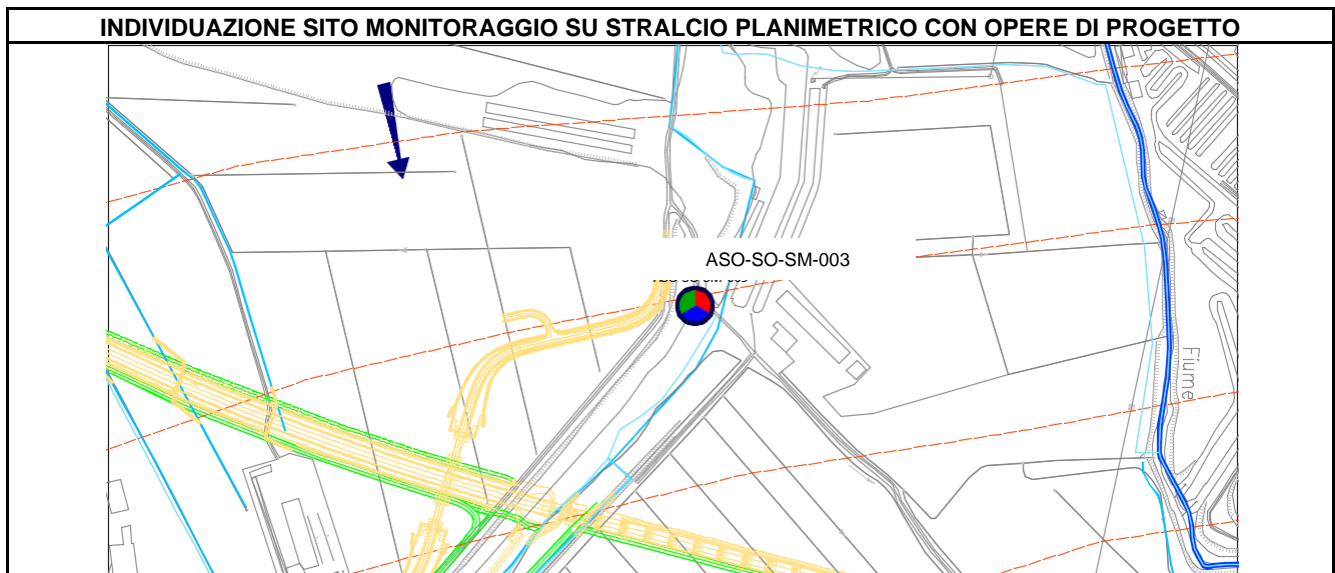 INDIVIDUAZIONE SITO MONITORAGGIO SU STRALCIO PLANIMETRICO CON OPERE DI PROGETTO
ASO-SO-SM-003
Fiume